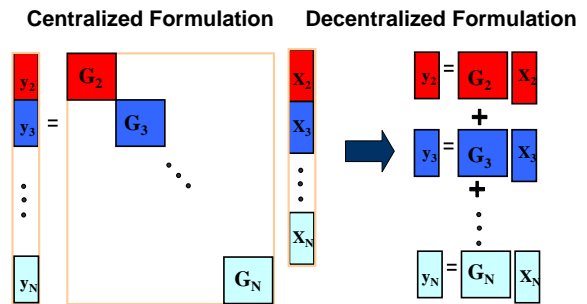 Centralized Formulation
Decentralized Formulation
y2
y3
yN
=
G2
G3
GN
X2
X3
XN
y2 = G2 X2
+
y3 = G3 X3
+
yN = GN XN